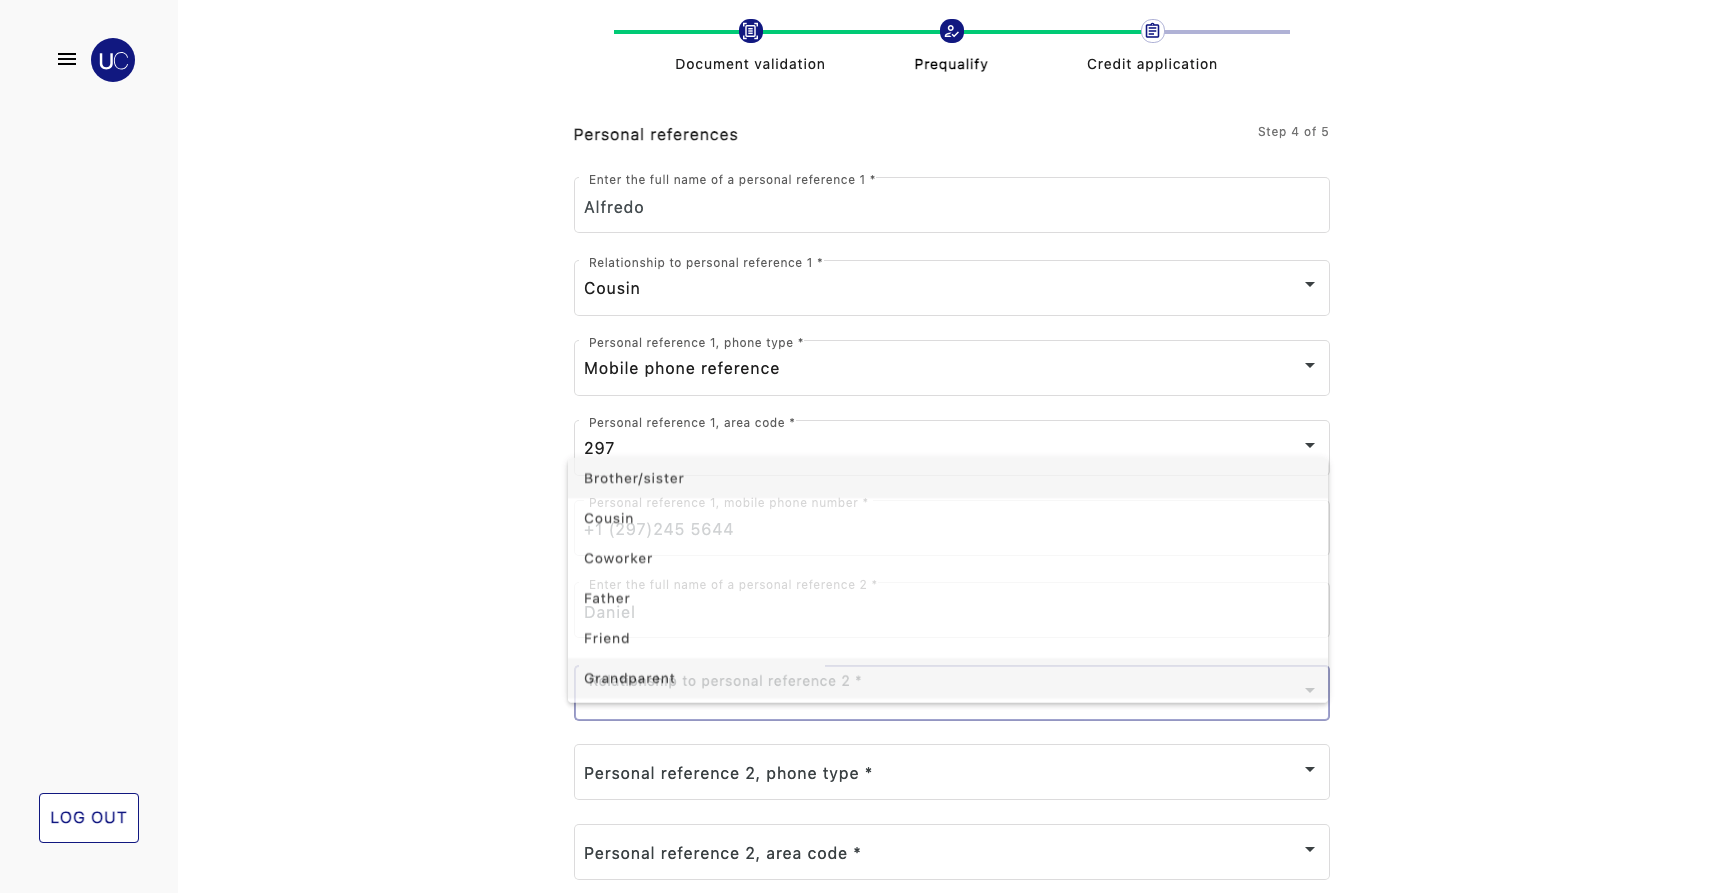 UC
Document validation
Prequalify
Credit application
Personal references
Step 4 of 5
Enter the full name of a personal reference 1 *
Alfredo
Relationship to personal reference 1 *
Cousin
Personal reference 1, phone type *
Mobile phone reference
Personal reference 1, area code *
297
Brother/sister
Personal reference 1, mobile phone number *
Cousin
+1 (297)245 5644
Coworker
Enter the full name of a personal reference 2 *
Father
Daniel
Friend
Grandparent
Relationship to personal reference 2 *
Personal reference 2, phone type *
LOG OUT
Personal reference 2, area code *